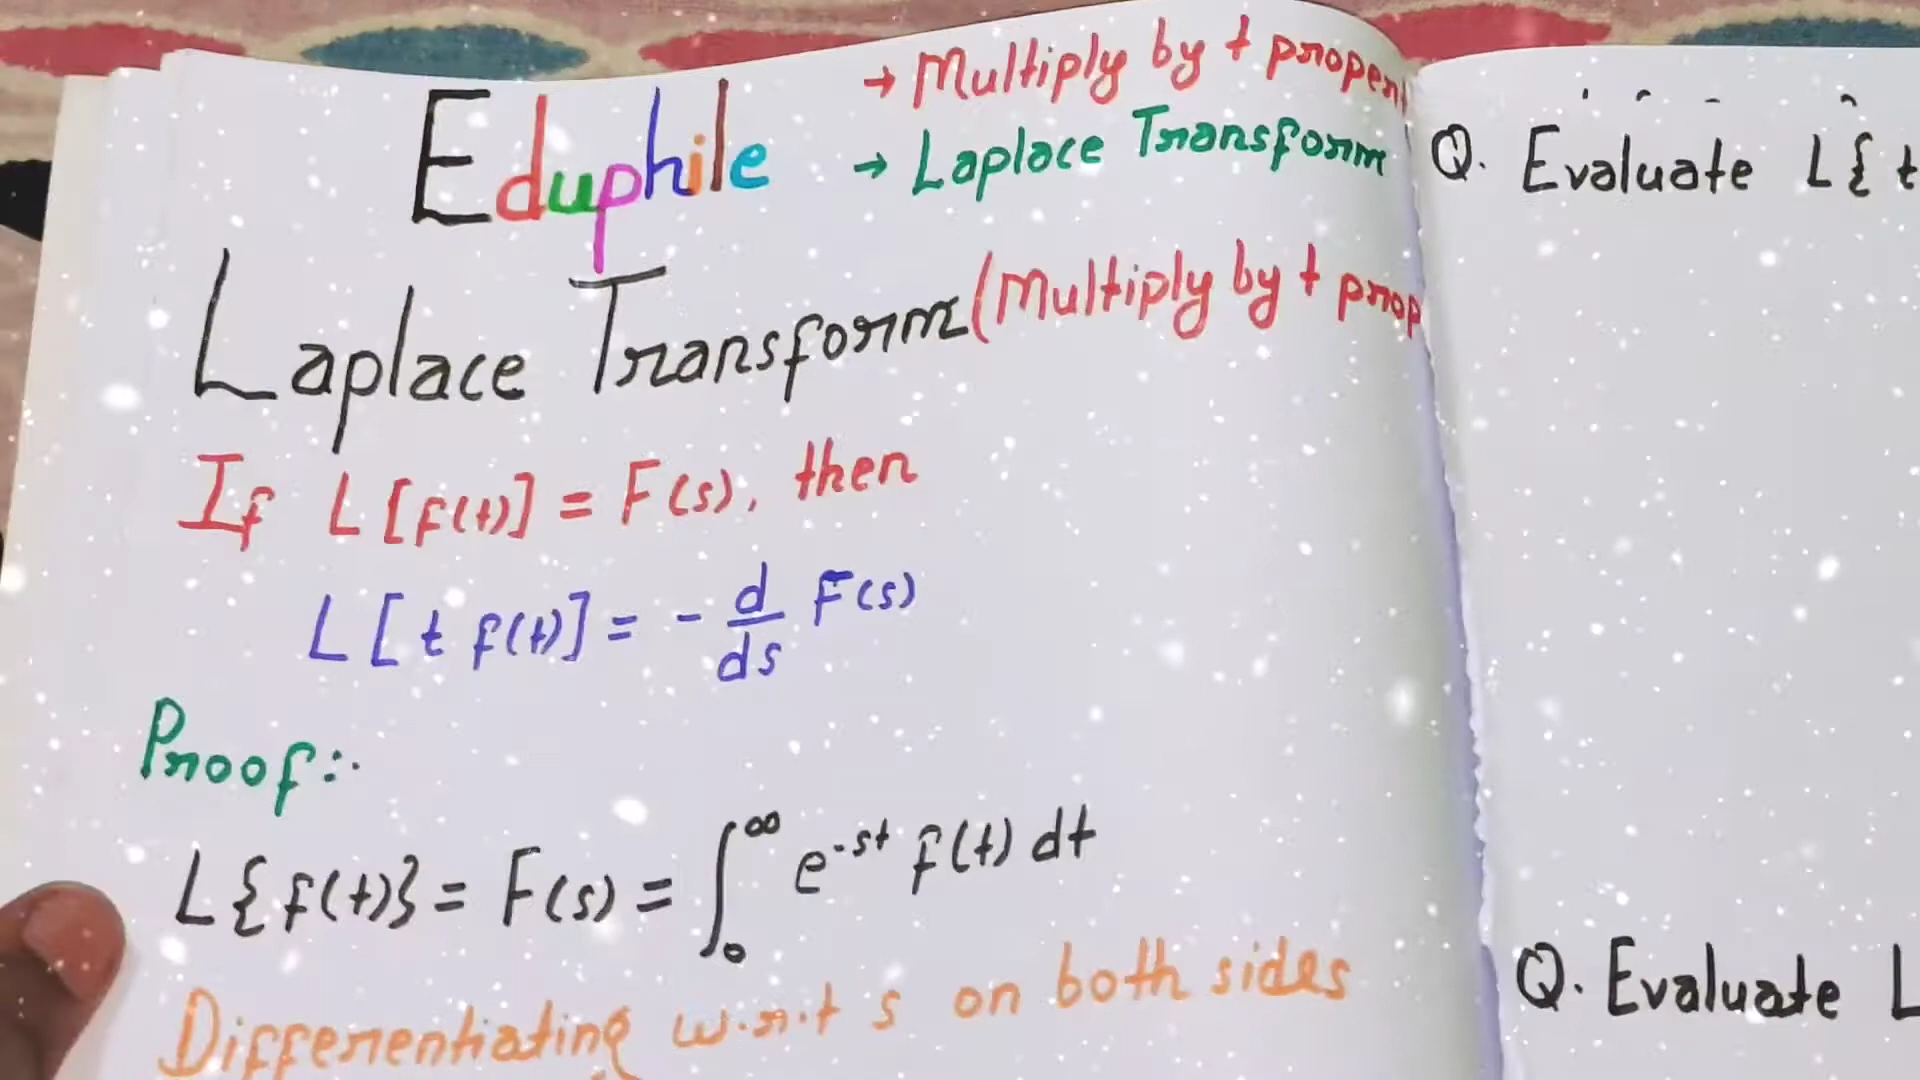 Eduphile
→ Multiply by t proper
→ Laplace Transform
Laplace Transform (Multiply by t prop
If L[f(t)] = F(s), then
L[t f(t)] = - d/ds F(s)
Proof:-
L{f(t)} = F(s) = ∫₀^∞ e^-st f(t) dt
Differentiating w.r.t s on both sides
Q. Evaluate L{ t
Q. Evaluate L